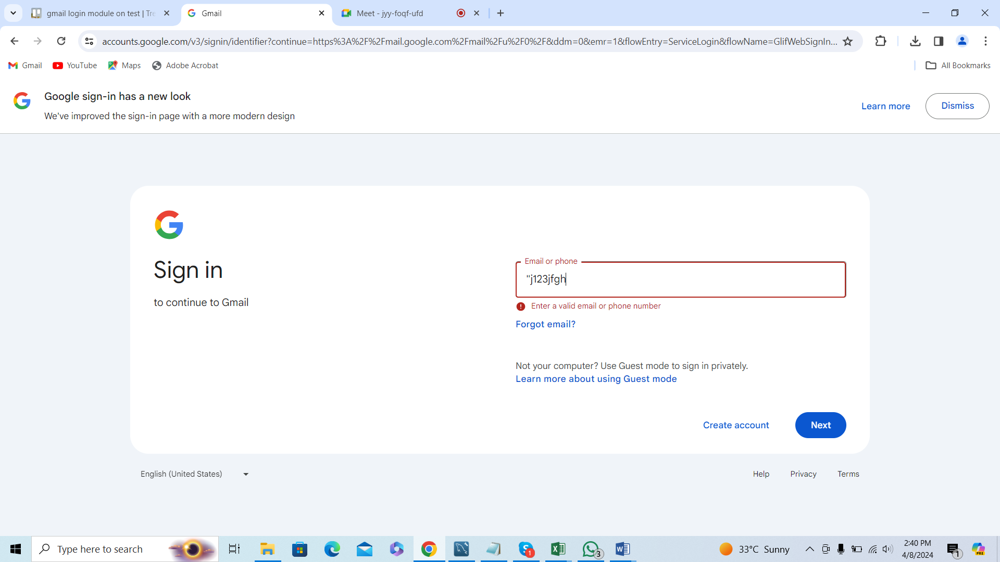 gmail login module on test | Tre
Gmail
Meet - jyy-foqf-ufd
accounts.google.com/v3/signin/identifier?continue=https%3A%2F%2Fmail.google.com%2Fmail%2Fu%2F0%2F&ddm=0&emr=1&flowEntry=ServiceLogin&flowName=GlifWebSignIn...
Gmail
YouTube
Maps
Adobe Acrobat
All Bookmarks
Google sign-in has a new look
We've improved the sign-in page with a more modern design
Learn more
Dismiss
Sign in
to continue to Gmail
Email or phone
"j123jfgh
Enter a valid email or phone number
Forgot email?
Not your computer? Use Guest mode to sign in privately.
Learn more about using Guest mode
Create account
Next
English (United States)
Help
Privacy
Terms
Type here to search
1
3
33°C Sunny
2:40 PM
4/8/2024
1
PRE